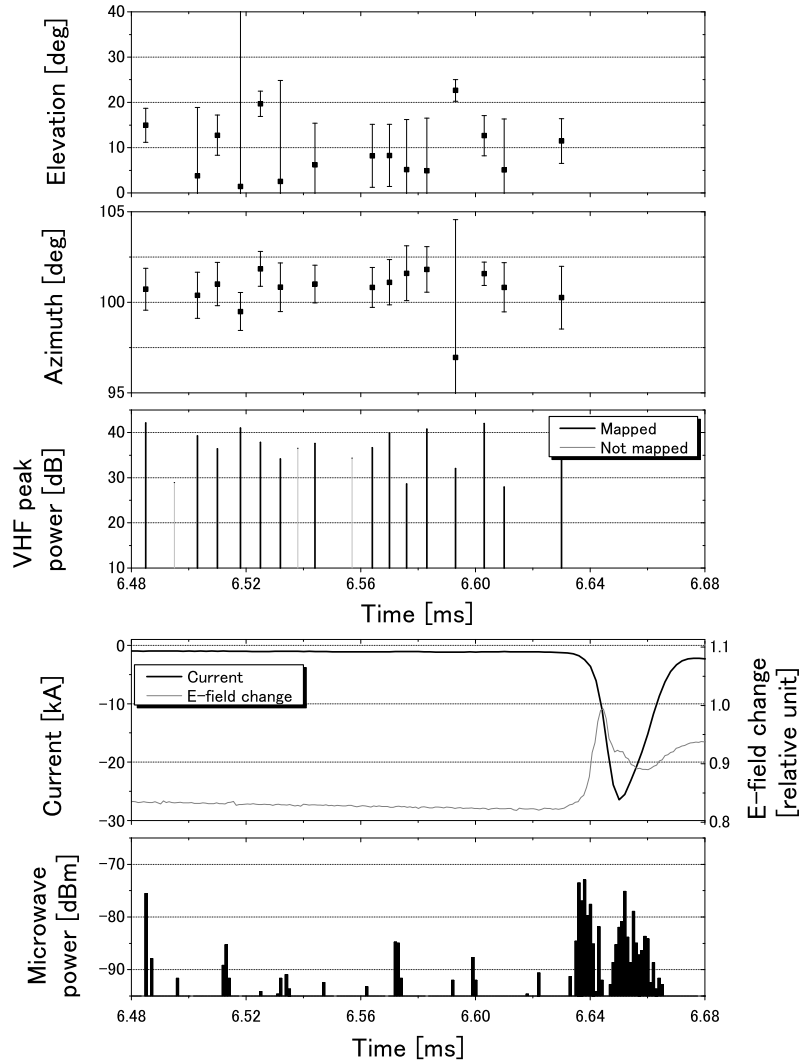 Elevation [deg]
40
30
20
10
0
Azimuth [deg]
105
100
95
VHF peak
power [dB]
40
30
20
10
Mapped
Not mapped
6.48 6.52 6.56 6.60 6.64 6.68
Time [ms]
Current [kA]
0
-10
-20
-30
Current
E-field change
1.1
1.0
0.9
0.8
E-field change
[relative unit]
Microwave
power [dBm]
-70
-80
-90
6.48 6.52 6.56 6.60 6.64 6.68
Time [ms]